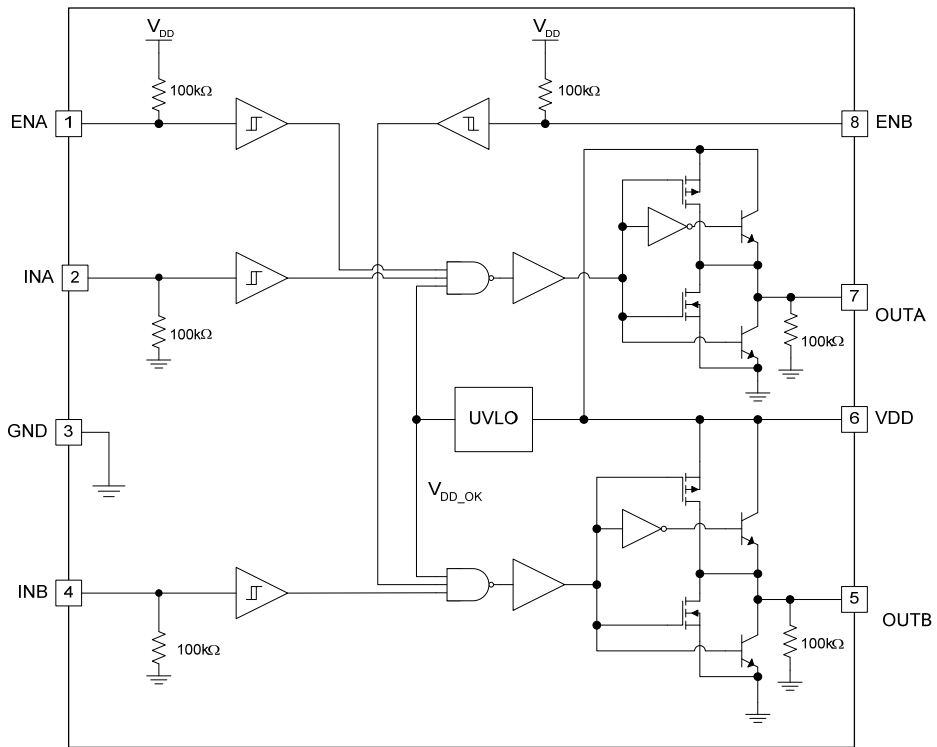 V_DD
V_DD
100kΩ
100kΩ
ENA
1
8
ENB
INA
2
7
OUTA
100kΩ
100kΩ
GND
3
UVLO
6
VDD
V_DD_OK
INB
4
5
OUTB
100kΩ
100kΩ